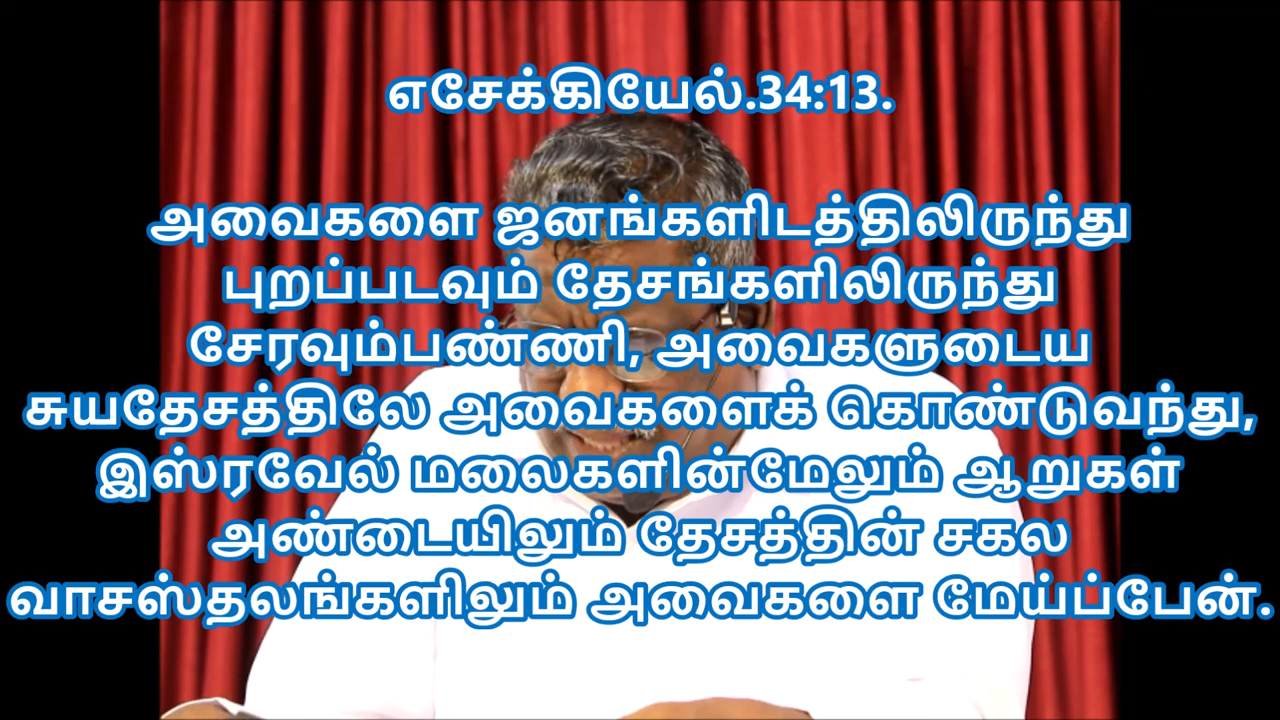 எசேக்கியேல்.34:13.
அவைகளை ஜனங்களிடத்திலிருந்து
புறப்படவும் தேசங்களிலிருந்து
சேரவும்பண்ணி, அவைகளுடைய
சுயதேசத்திலே அவைகளைக் கொண்டுவந்து,
இஸ்ரவேல் மலைகளின்மேலும் ஆறுகள்
அண்டையிலும் தேசத்தின் சகல
வாசஸ்தலங்களிலும் அவைகளை மேய்ப்பேன்.